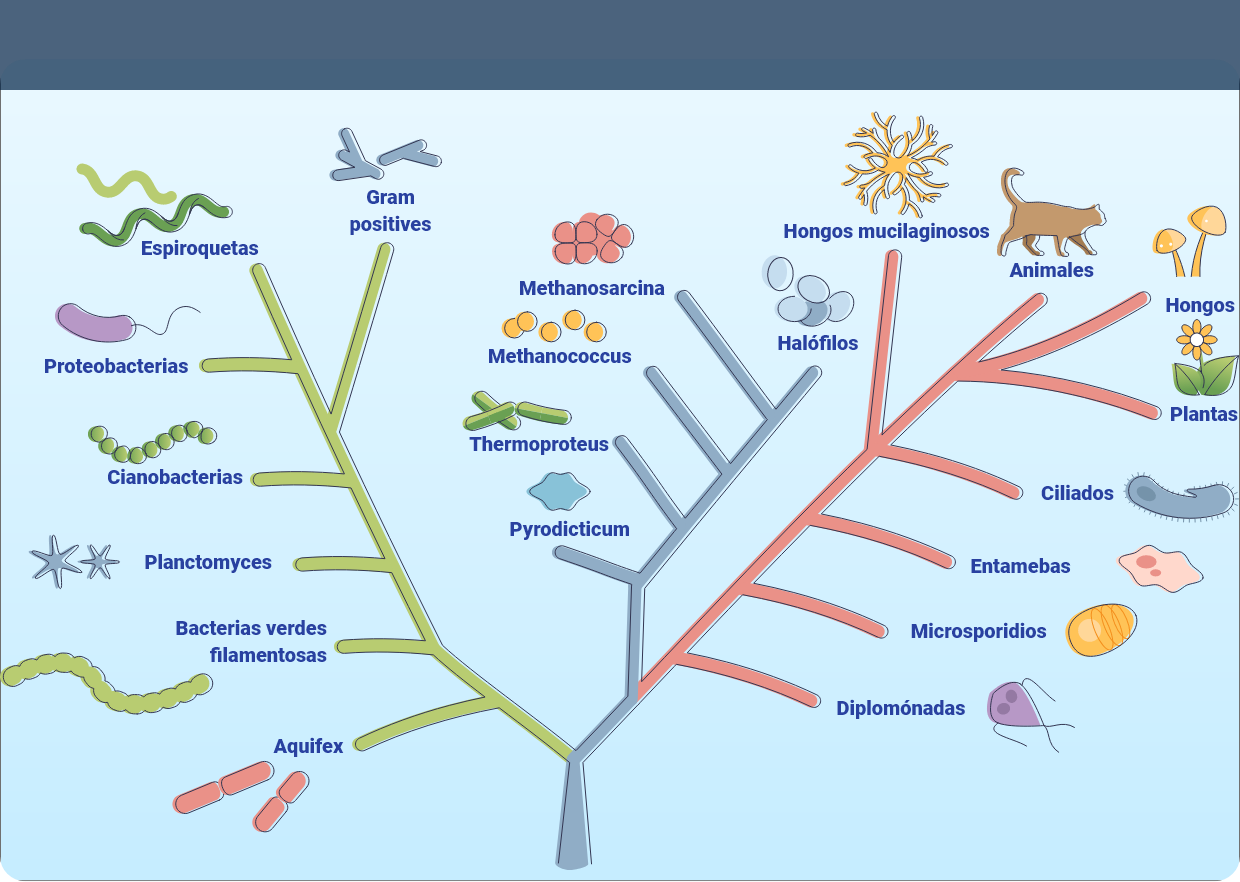 Gram
positives
Espiroquetas
Proteobacterias
Cianobacterias
Planctomyces
Bacterias verdes
filamentosas
Aquifex
Methanosarcina
Methanococcus
Thermoproteus
Pyrodicticum
Halófilos
Hongos mucilaginosos
Animales
Hongos
Plantas
Ciliados
Entamebas
Microsporidios
Diplomónadas